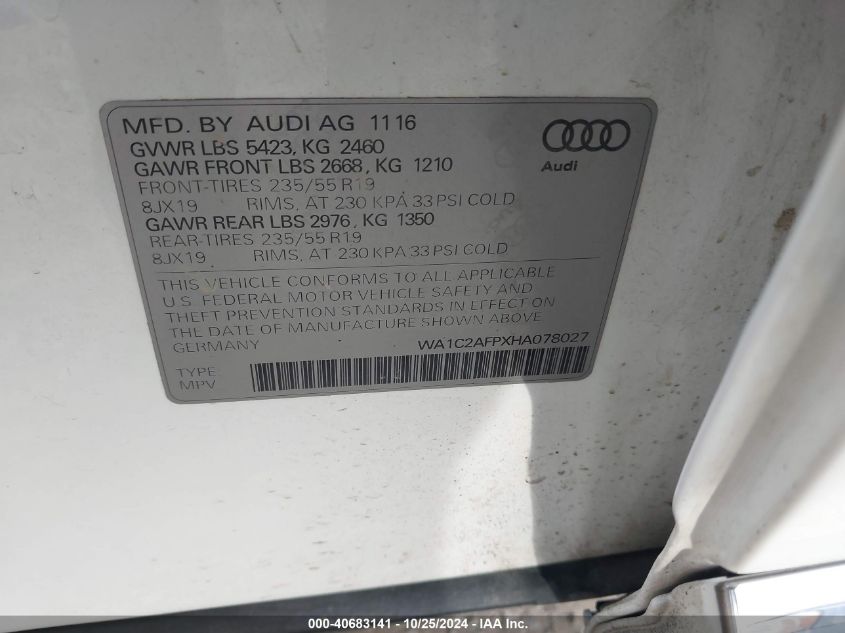 MFD. BY AUDI AG 11 16
GVWR LBS 5423, KG 2460
GAWR FRONT LBS 2668, KG 1210
FRONT-TIRES 235/55 R19
8JX19 RIMS, AT 230 KPA 33 PSI COLD
GAWR REAR LBS 2976, KG 1350
REAR-TIRES 235/55 R19
8JX19 RIMS, AT 230 KPA 33 PSI COLD
Audi
THIS VEHICLE CONFORMS TO ALL APPLICABLE
U.S. FEDERAL MOTOR VEHICLE SAFETY AND
THEFT PREVENTION STANDARDS IN EFFECT ON
THE DATE OF MANUFACTURE SHOWN ABOVE
GERMANY WA1C2AFPXHA078027
TYPE:
MPV
000-40683141 - 10/25/2024 - IAA Inc.